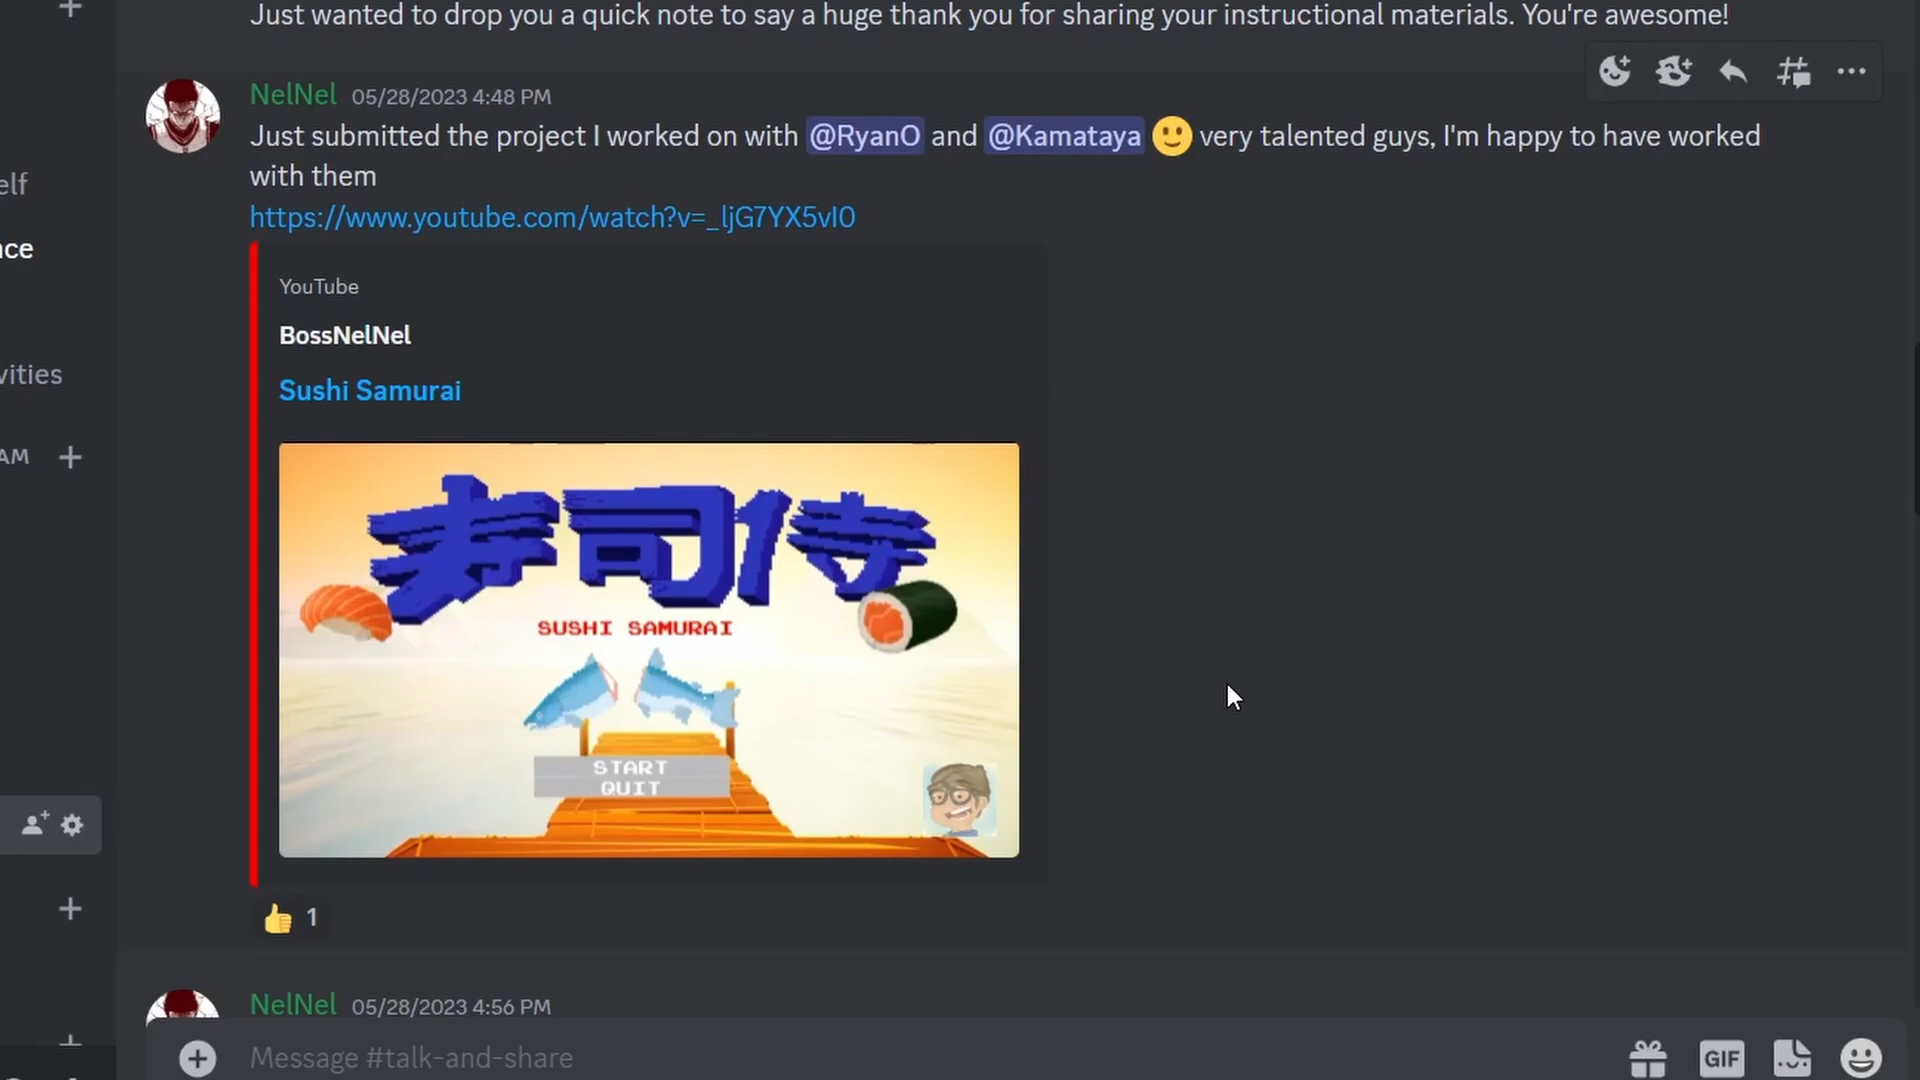 Just wanted to drop you a quick note to say a huge thank you for sharing your instructional materials. You're awesome!
NelNel 05/28/2023 4:48 PM
Just submitted the project I worked on with @RyanO and @Kamataya 🙂 very talented guys, I'm happy to have worked
with them
https://www.youtube.com/watch?v=_ljG7YX5vI0
elf
nce
YouTube
BossNelNel
vities
Sushi Samurai
AM
寿司侍
SUSHI SAMURAI
START
QUIT
👍 1
NelNel 05/28/2023 4:56 PM
Message #talk-and-share
GIF